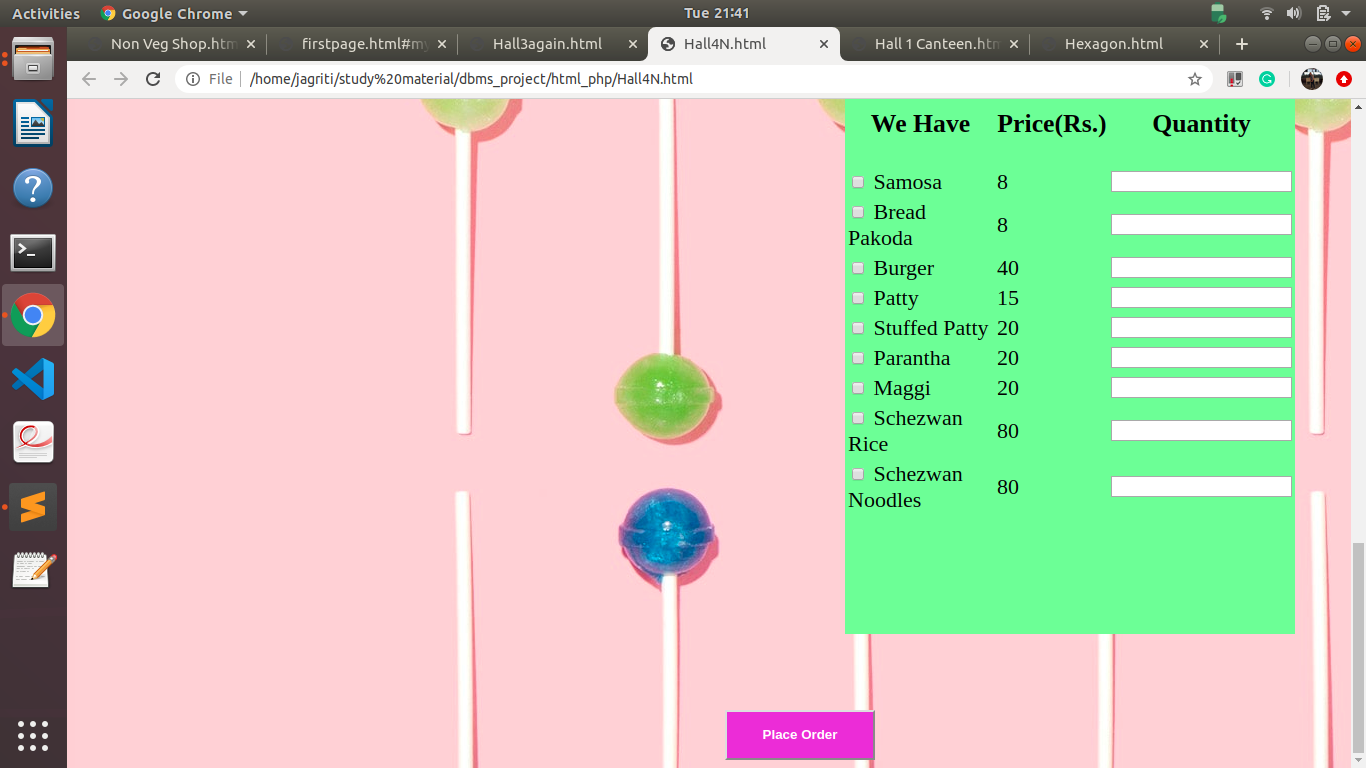 Activities Google Chrome Tue 21:41
Non Veg Shop.htm firstpage.html#my Hall3again.html Hall4N.html Hall 1 Canteen.htm Hexagon.html
File /home/jagriti/study%20material/dbms_project/html_php/Hall4N.html
We Have Price(Rs.) Quantity
Samosa 8
Bread
Pakoda 8
Burger 40
Patty 15
Stuffed Patty 20
Parantha 20
Maggi 20
Schezwan
Rice 80
Schezwan
Noodles 80
Place Order